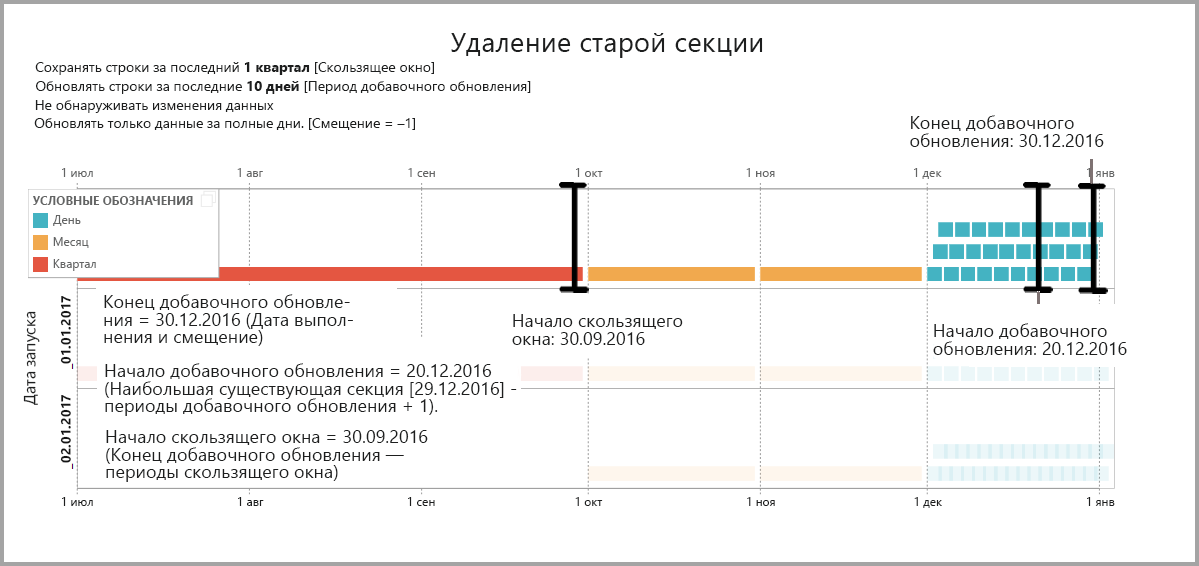 Удаление старой секции
Сохранять строки за последний 1 квартал [Скользящее окно]
Обновлять строки за последние 10 дней [Период добавочного обновления]
Не обнаруживать изменения данных
Обновлять только данные за полные дни. [Смещение = –1]
Конец добавочного
обновления: 30.12.2016
1 июл 1 авг 1 сен 1 окт 1 ноя 1 дек 1 янв
УСЛОВНЫЕ ОБОЗНАЧЕНИЯ
День
Месяц
Квартал
Дата запуска
01.01.2017
02.01.2017
Конец добавочного обновле-
ния = 30.12.2016 (Дата выпол-
нения и смещение)
Начало скользящего
окна: 30.09.2016
Начало добавочного
обновления: 20.12.2016
Начало добавочного обновления = 20.12.2016
(Наибольшая существующая секция [29.12.2016] -
периоды добавочного обновления + 1).
Начало скользящего окна = 30.09.2016
(Конец добавочного обновления —
периоды скользящего окна)
1 июл 1 авг 1 сен 1 окт 1 ноя 1 дек 1 янв